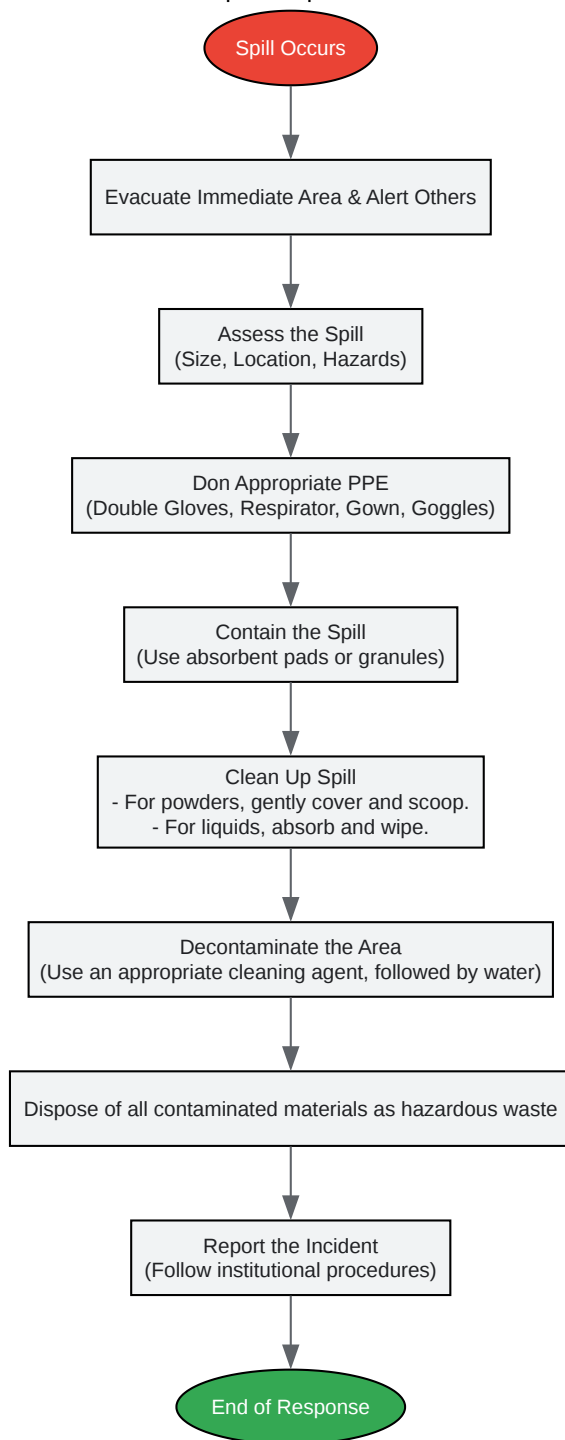 Spill Occurs
Evacuate Immediate Area & Alert Others
Assess the Spill
(Size, Location, Hazards)
Don Appropriate PPE
(Double Gloves, Respirator, Gown, Goggles)
Contain the Spill
(Use absorbent pads or granules)
Clean Up Spill
- For powders, gently cover and scoop.
- For liquids, absorb and wipe.
Decontaminate the Area
(Use an appropriate cleaning agent, followed by water)
Dispose of all contaminated materials as hazardous waste
Report the Incident
(Follow institutional procedures)
End of Response